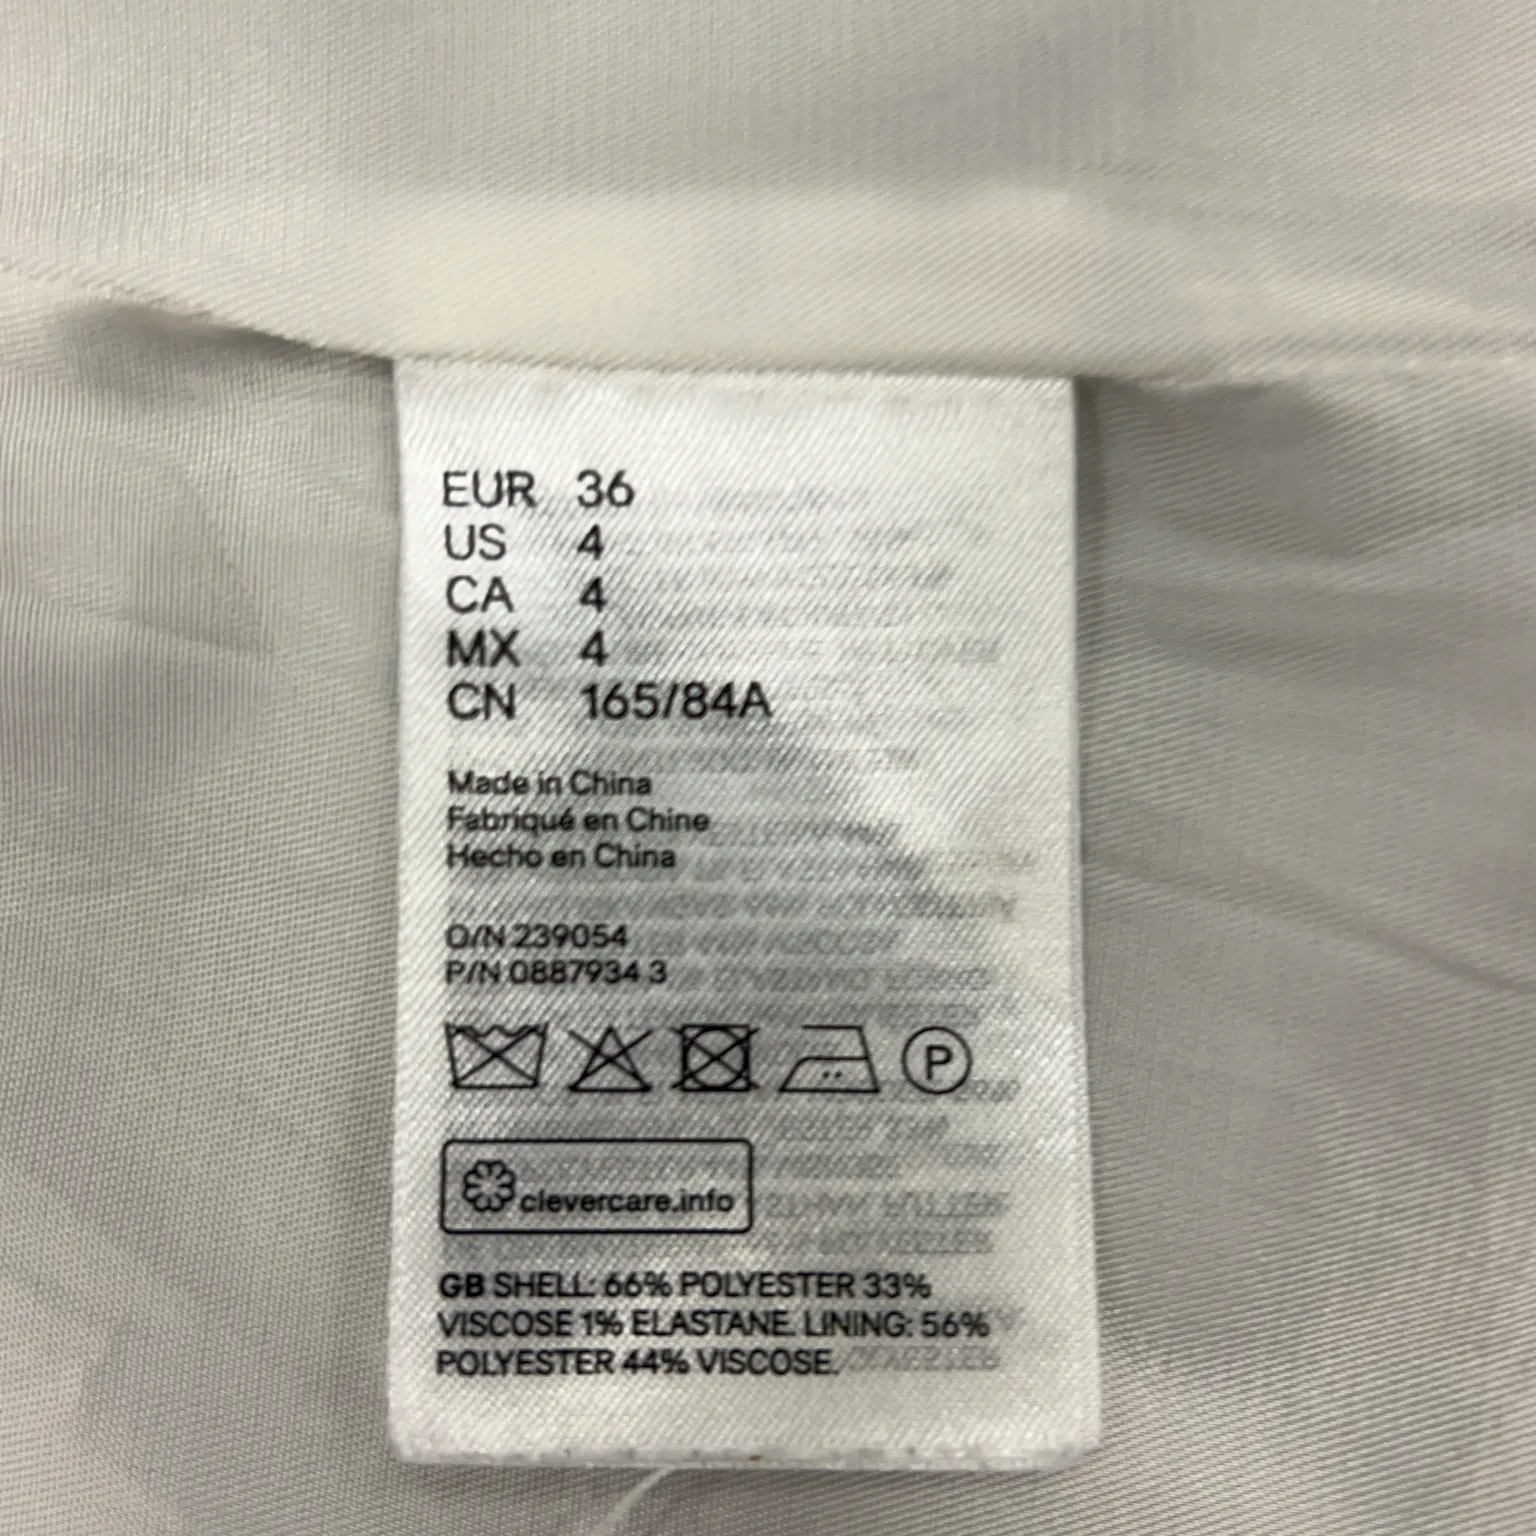 EUR 36
US 4
CA 4
MX 4
CN 165/84A
Made in China
Fabriqué en Chine
Hecho en China
O/N 239054
P/N 0887934 3
P
clevercare.info
GB SHELL: 66% POLYESTER 33%
VISCOSE 1% ELASTANE. LINING: 56%
POLYESTER 44% VISCOSE.